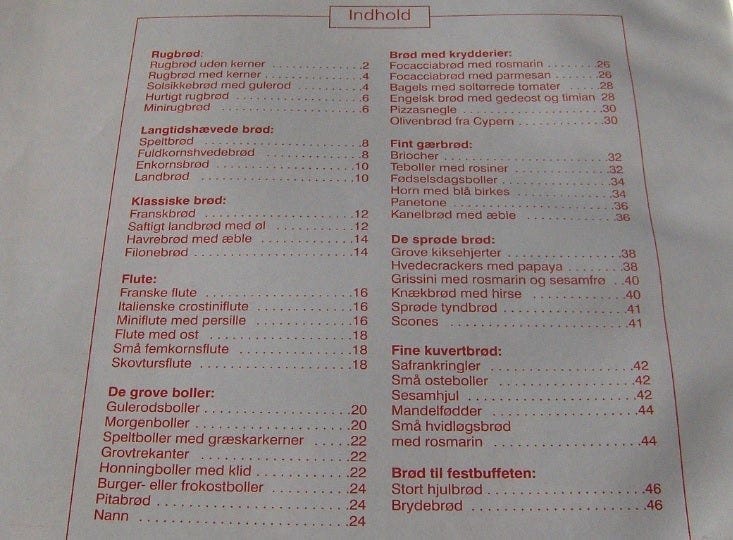 Indhold
Rugbrød:
Rugbrød uden kerner . . . . . . . . . . . . . .2
Rugbrød med kerner . . . . . . . . . . . . . . .4
Solsikkebrød med gulerod . . . . . . . . . .4
Hurtigt rugbrød . . . . . . . . . . . . . . . . . . .6
Minirugbrød . . . . . . . . . . . . . . . . . . . . .6
Langtidshævede brød:
Speltbrød . . . . . . . . . . . . . . . . . . . . . . .8
Fuldkornshvedebrød . . . . . . . . . . . . . . .8
Enkornsbrød . . . . . . . . . . . . . . . . . . . .10
Landbrød . . . . . . . . . . . . . . . . . . . . . .10
Klassiske brød:
Franskbrød . . . . . . . . . . . . . . . . . . . . .12
Saftigt landbrød med øl . . . . . . . . . . . .12
Havrebrød med æble . . . . . . . . . . . . . .14
Filonebrød . . . . . . . . . . . . . . . . . . . . . .14
Flute:
Franske flute . . . . . . . . . . . . . . . . . . . .16
Italienske crostiniflute . . . . . . . . . . . . .16
Miniflute med persille . . . . . . . . . . . . .16
Flute med ost . . . . . . . . . . . . . . . . . . .18
Små femkornsflute . . . . . . . . . . . . . . .18
Skovtursflute . . . . . . . . . . . . . . . . . . . .18
De grove boller:
Gulerodsboller . . . . . . . . . . . . . . . . . . .20
Morgenboller . . . . . . . . . . . . . . . . . . . .20
Speltboller med græskarkerner . . . . .22
Grovtrekanter . . . . . . . . . . . . . . . . . . .22
Honningboller med klid . . . . . . . . . . . .22
Burger- eller frokostboller . . . . . . . . . .24
Pitabrød . . . . . . . . . . . . . . . . . . . . . . .24
Nann . . . . . . . . . . . . . . . . . . . . . . . . .24
Brød med krydderier:
Focacciabrød med rosmarin . . . . . . .26
Focacciabrød med parmesan . . . . . .26
Bagels med soltørrede tomater . . . .28
Engelsk brød med gedeost og timian 28
Pizzasnegle . . . . . . . . . . . . . . . . . . . .30
Olivenbrød fra Cypern . . . . . . . . . . . .30
Fint gærbrød:
Briocher . . . . . . . . . . . . . . . . . . . . . . .32
Teboller med rosiner . . . . . . . . . . . . .32
Fødselsdagsboller . . . . . . . . . . . . . . .34
Horn med blå birkes . . . . . . . . . . . . . .34
Panetone . . . . . . . . . . . . . . . . . . . . . .36
Kanelbrød med æble . . . . . . . . . . . . .36
De sprøde brød:
Grove kiksehjerter . . . . . . . . . . . . . . .38
Hvedecrackers med papaya . . . . . . .38
Grissini med rosmarin og sesamfrø . .40
Knækbrød med hirse . . . . . . . . . . . . .40
Sprøde tyndbrød . . . . . . . . . . . . . . . .41
Scones . . . . . . . . . . . . . . . . . . . . . . .41
Fine kuvertbrød:
Safrankringler . . . . . . . . . . . . . . . . . .42
Små osteboller . . . . . . . . . . . . . . . . .42
Sesamhjul . . . . . . . . . . . . . . . . . . . . .42
Mandelfødder . . . . . . . . . . . . . . . . . .44
Små hvidløgsbrød
med rosmarin . . . . . . . . . . . . . . . . . .44
Brød til festbuffeten:
Stort hjulbrød . . . . . . . . . . . . . . . . . .46
Brydebrød . . . . . . . . . . . . . . . . . . . . .46